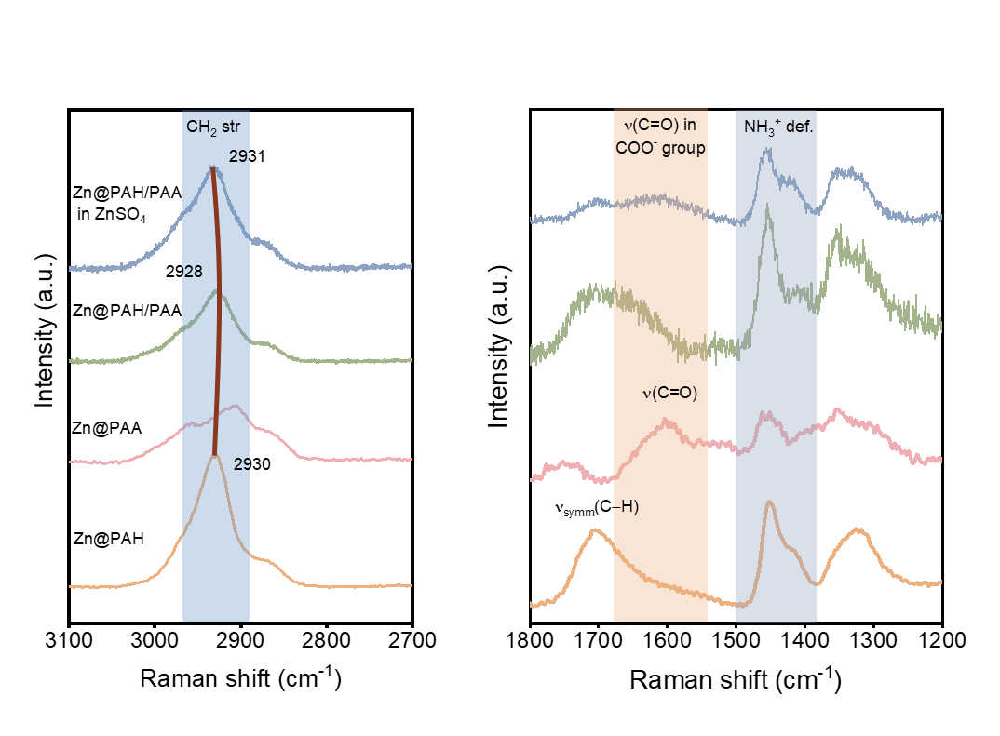 CH₂ str
2931
Zn@PAH/PAA
in ZnSO₄
2928
Zn@PAH/PAA
Zn@PAA
2930
Zn@PAH
Intensity (a.u.)
3100 3000 2900 2800 2700
Raman shift (cm⁻¹)
ν(C=O) in
COO⁻ group
NH₃⁺ def.
ν(C=O)
νsymm(C–H)
Intensity (a.u.)
1800 1700 1600 1500 1400 1300 1200
Raman shift (cm⁻¹)